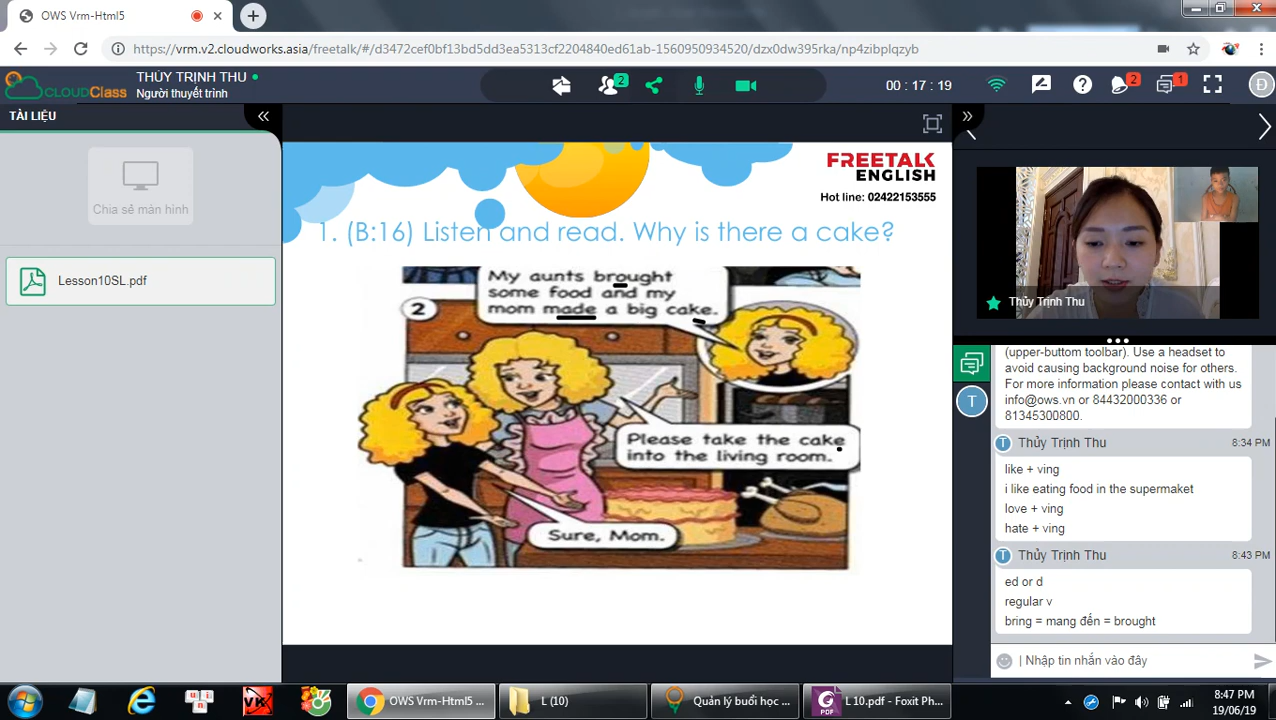 OWS Vrm-Html5
https://vrm.v2.cloudworks.asia/freetalk/#/d3472cef0bf13bd5dd3ea5313cf2204840ed61ab-1560950934520/dzx0dw395rka/np4zibplqzyb
CLOUDClass
THỦY TRỊNH THU
Người thuyết trình
2
00 : 17 : 19
2
1
Đ
TÀI LIỆU
Chia sẻ màn hình
Lesson10SL.pdf
FREETALK
ENGLISH
Hot line: 02422153555
1. (B:16) Listen and read. Why is there a cake?
My aunts brought
some food and my
mom made a big cake.
2
Please take the cake
into the living room.
Sure, Mom.
Thủy Trịnh Thu
(upper-buttom toolbar). Use a headset to
avoid causing background noise for others.
For more information please contact with us
info@ows.vn or 84432000336 or
81345300800.
T
T Thủy Trịnh Thu 8:34 PM
like + ving
i like eating food in the supermaket
love + ving
hate + ving
T Thủy Trịnh Thu 8:43 PM
ed or d
regular v
bring = mang đến = brought
Nhập tin nhắn vào đây
OWS Vrm-Html5 ...
L (10)
Quản lý buổi học ...
L 10.pdf - Foxit Ph...
8:47 PM
19/06/19